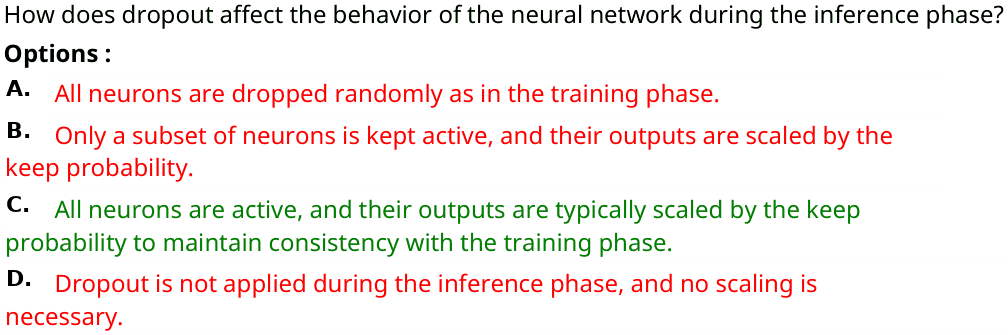 How does dropout affect the behavior of the neural network during the inference phase?
Options :
A. All neurons are dropped randomly as in the training phase.
B. Only a subset of neurons is kept active, and their outputs are scaled by the
keep probability.
C. All neurons are active, and their outputs are typically scaled by the keep
probability to maintain consistency with the training phase.
D. Dropout is not applied during the inference phase, and no scaling is
necessary.